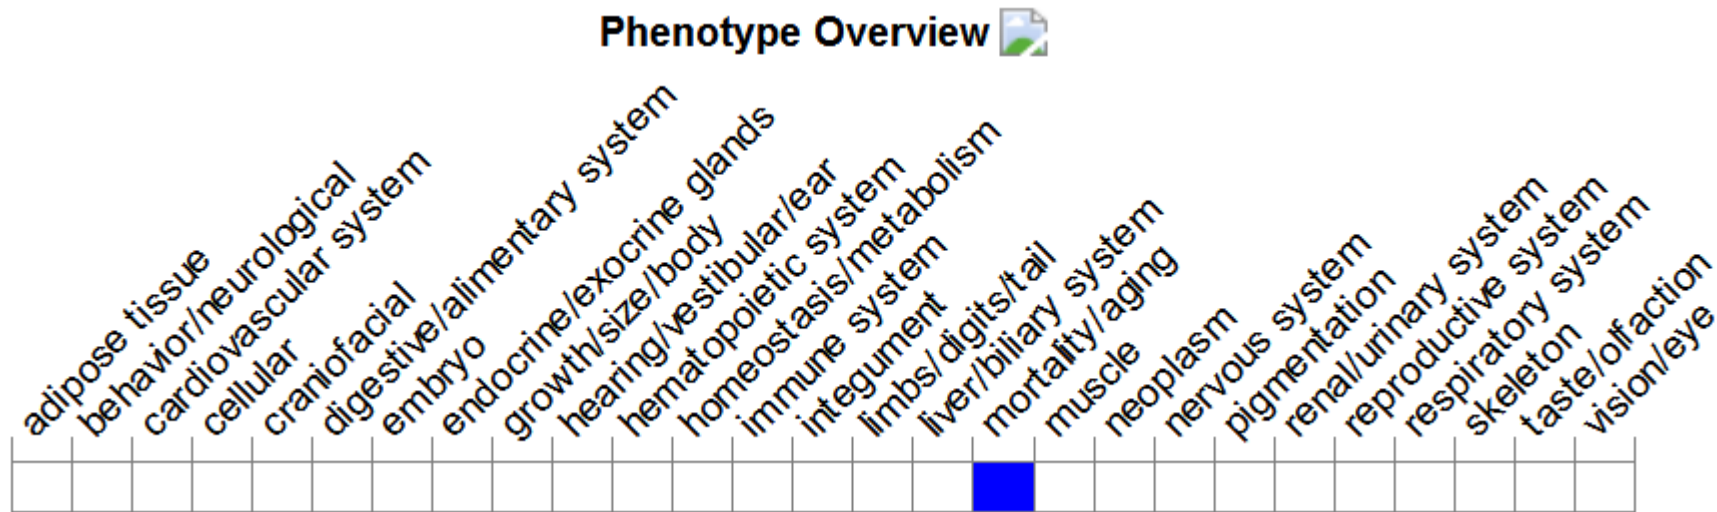 Phenotype Overview
adipose tissue
behavior/neurological
cardiovascular system
cellular
craniofacial
digestive/alimentary system
embryo
endocrine/exocrine glands
growth/size/body
hearing/vestibular/ear
hematopoietic system
homeostasis/metabolism
immune system
integument
limbs/digits/tail
liver/biliary system
mortality/aging
muscle
neoplasm
nervous system
pigmentation
renal/urinary system
reproductive system
respiratory system
skeleton
taste/olfaction
vision/eye